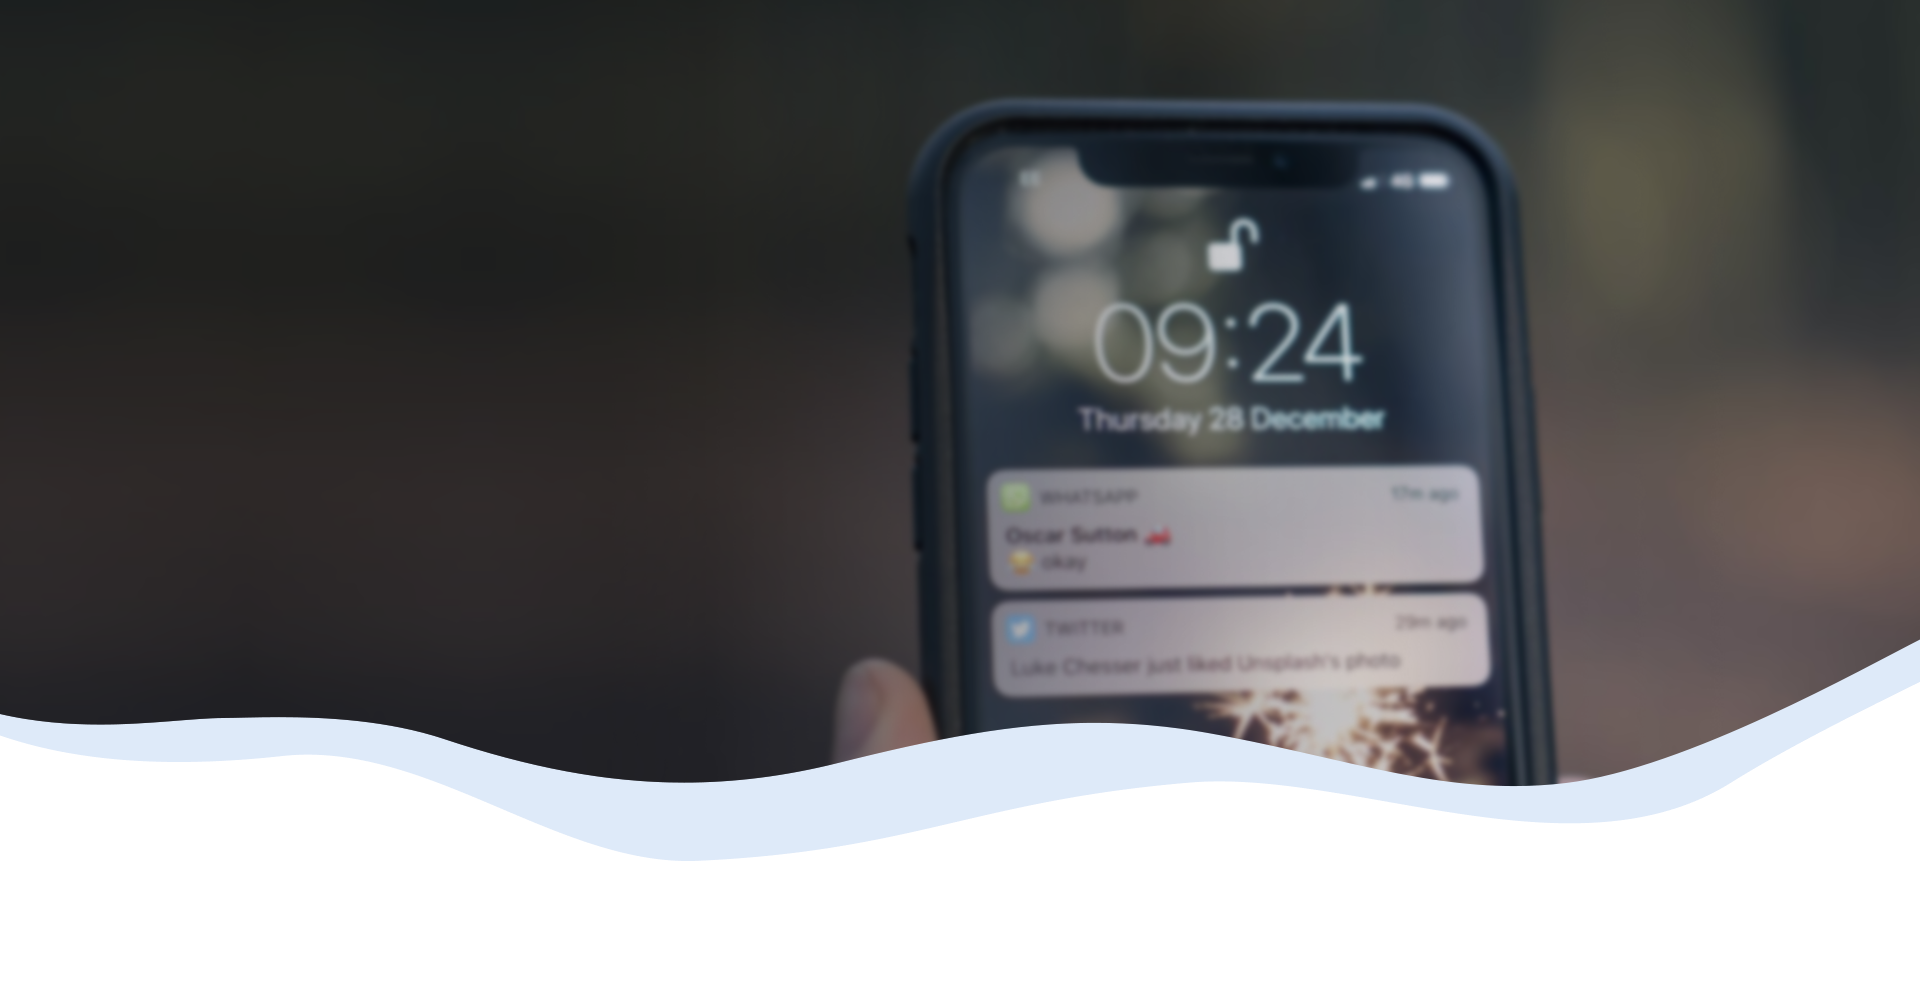 4G
09:24
Thursday 28 December
WHATSAPP
17m ago
Oscar Sutton
okay
TWITTER
29m ago
Luke Chesser just liked Unsplash's photo